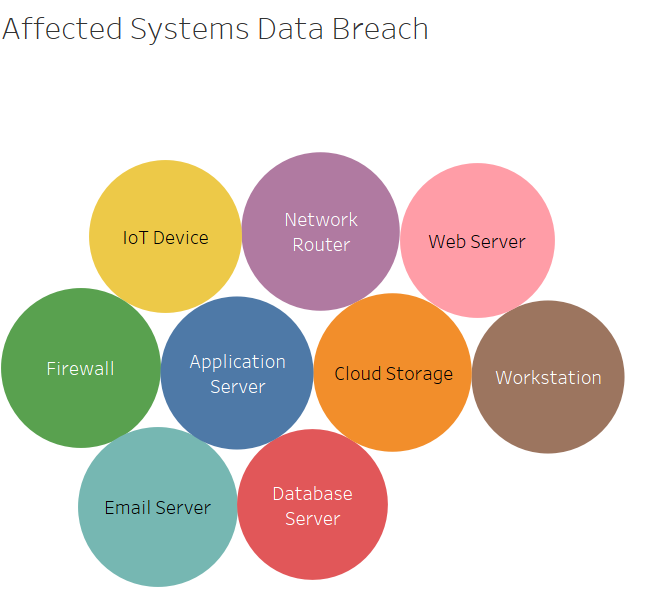 Affected Systems Data Breach
IoT Device
Network
Router
Web Server
Firewall
Application
Server
Cloud Storage
Workstation
Email Server
Database
Server